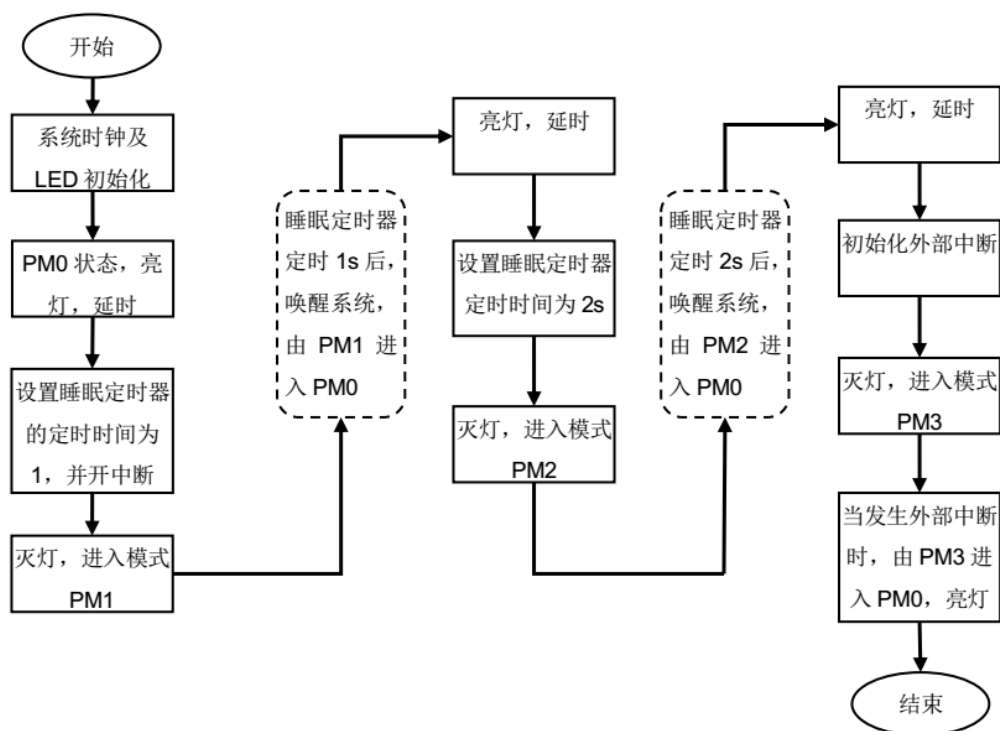 开始
系统时钟及
LED 初始化
PM0 状态，亮
灯，延时
设置睡眠定时器
的定时时间为
1，并开中断
灭灯，进入模式
PM1
睡眠定时器
定时 1s 后，
唤醒系统，
由 PM1 进
入 PM0
亮灯，延时
设置睡眠定时器
定时时间为 2s
灭灯，进入模式
PM2
睡眠定时器
定时 2s 后，
唤醒系统，
由 PM2 进
入 PM0
亮灯，延时
初始化外部中断
灭灯，进入模式
PM3
当发生外部中断
时，由 PM3 进
入 PM0，亮灯
结束